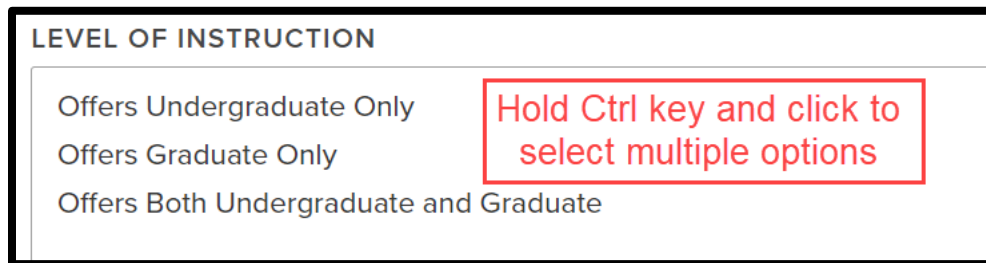 LEVEL OF INSTRUCTION
Offers Undergraduate Only
Offers Graduate Only
Offers Both Undergraduate and Graduate
Hold Ctrl key and click to
select multiple options